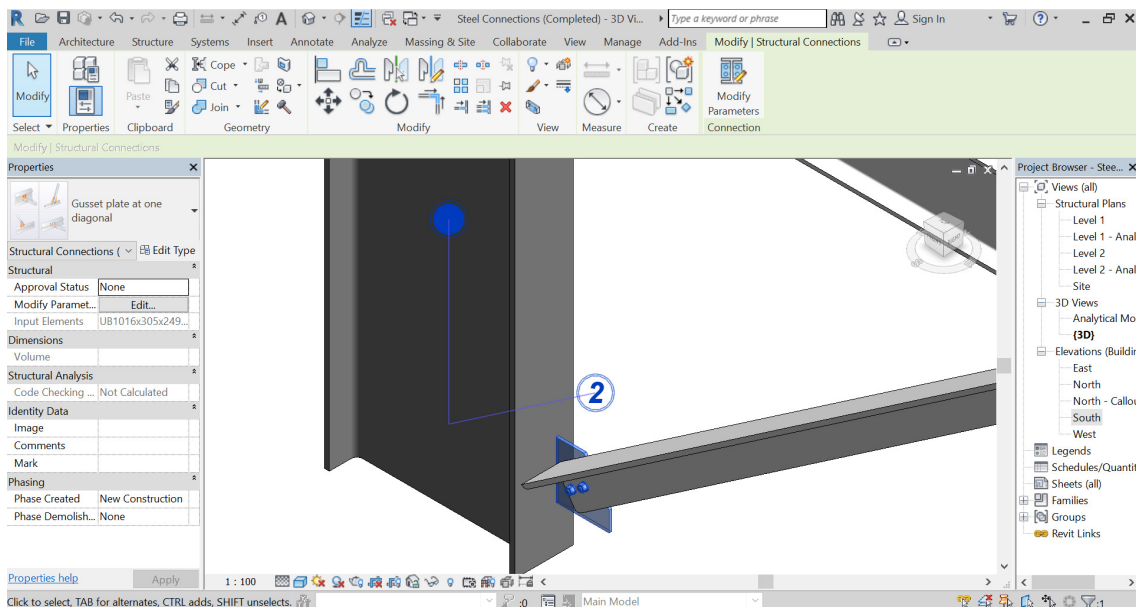 Steel Connections (Completed) - 3D Vi...
Type a keyword or phrase
Sign In
File Architecture Structure Systems Insert Annotate Analyze Massing & Site Collaborate View Manage Add-Ins Modify | Structural Connections
Modify
Paste
Cope
Cut
Join
Modify
Parameters
Select Properties Clipboard Geometry Modify View Measure Create Connection
Modify | Structural Connections
Properties
Gusset plate at one
diagonal
Structural Connections (
Edit Type
Structural
Approval Status None
Modify Paramet... Edit...
Input Elements UB1016x305x249...
Dimensions
Volume
Structural Analysis
Code Checking ... Not Calculated
Identity Data
Image
Comments
Mark
Phasing
Phase Created New Construction
Phase Demolish... None
Properties help
Apply
2
Project Browser - Stee...
Views (all)
Structural Plans
Level 1
Level 1 - Anal
Level 2
Level 2 - Anal
Site
3D Views
Analytical Mo
{3D}
Elevations (Buildin
East
North
North - Callou
South
West
Legends
Schedules/Quantit
Sheets (all)
Families
Groups
Revit Links
1 : 100
Click to select, TAB for alternates, CTRL adds, SHIFT unselects.
:0
Main Model
:1